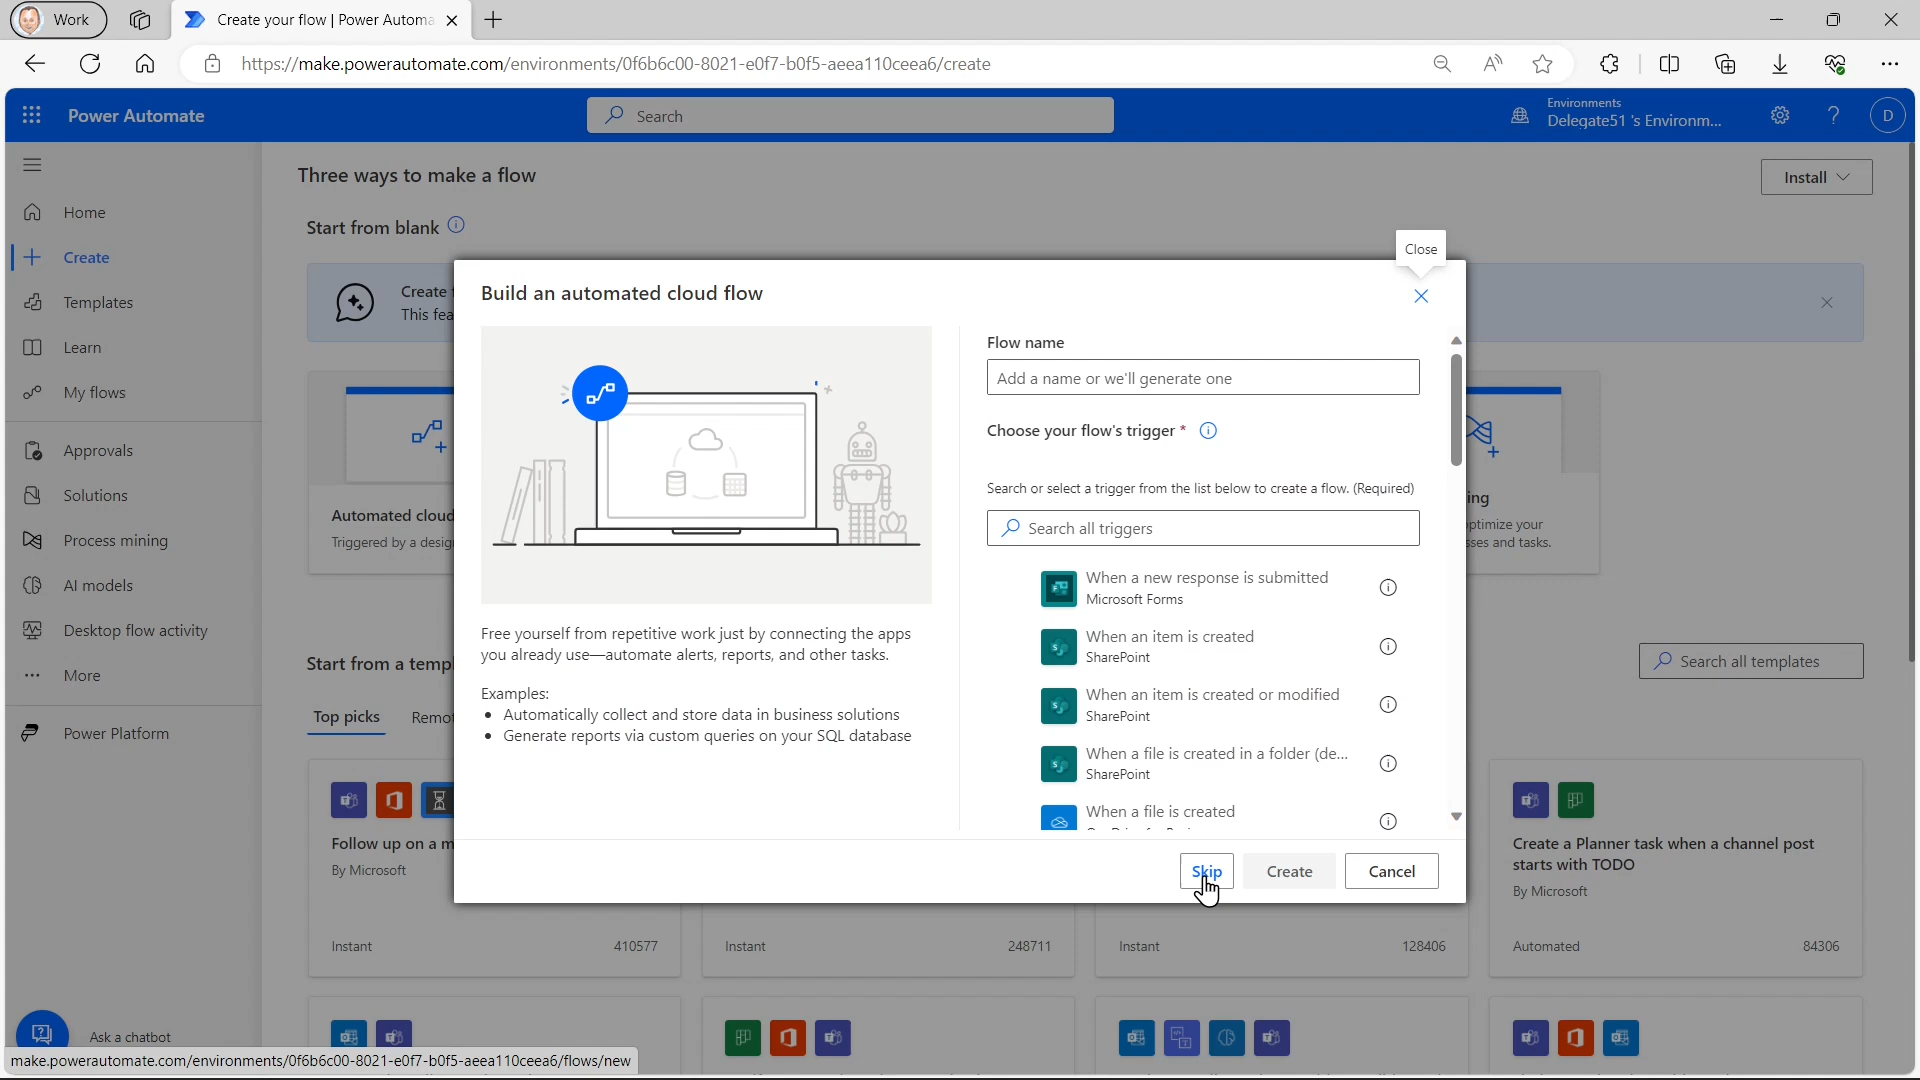 Work
Create your flow | Power Automa
https://make.powerautomate.com/environments/0f6b6c00-8021-e0f7-b0f5-aeea110ceea6/create
Power Automate
Search
Environments
Delegate51 's Environm...
D
Three ways to make a flow
Install
Home
Start from blank
Create
Close
Create
This fea
Build an automated cloud flow
Templates
Learn
Flow name
Add a name or we'll generate one
My flows
Choose your flow's trigger *
Approvals
Search or select a trigger from the list below to create a flow. (Required)
Solutions
ing
Automated cloud
ptimize your
Triggered by a desig
sses and tasks.
Search all triggers
Process mining
AI models
When a new response is submitted
Microsoft Forms
Desktop flow activity
Free yourself from repetitive work just by connecting the apps
you already use—automate alerts, reports, and other tasks.
When an item is created
SharePoint
Start from a templ
Search all templates
More
Examples:
• Automatically collect and store data in business solutions
• Generate reports via custom queries on your SQL database
When an item is created or modified
SharePoint
Top picks
Remot
Power Platform
When a file is created in a folder (de...
SharePoint
When a file is created
Follow up on a m
By Microsoft
Create a Planner task when a channel post
starts with TODO
By Microsoft
Skip
Create
Cancel
Instant
410577
Instant
248711
Instant
128406
Automated
84306
Ask a chatbot
make.powerautomate.com/environments/0f6b6c00-8021-e0f7-b0f5-aeea110ceea6/flows/new